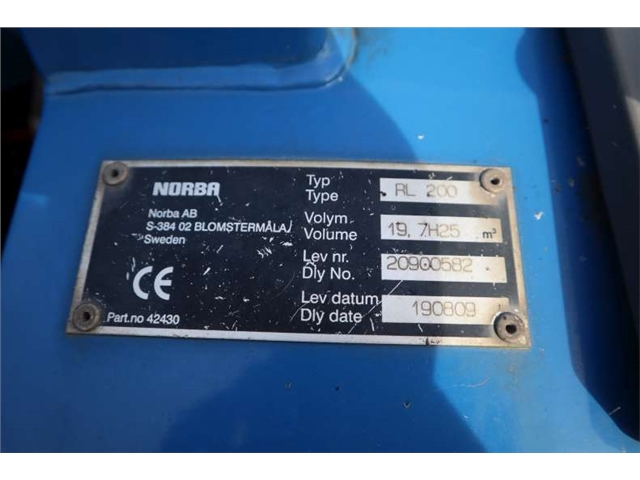 NORBA
Norba AB
S-384 02 BLOMSTERMÅLA
Sweden
CE
Part.no 42430
Typ
Type
RL 200
Volym
Volume
19,7H25 m³
Lev nr.
Dly No.
20900582
Lev datum
Dly date
190809